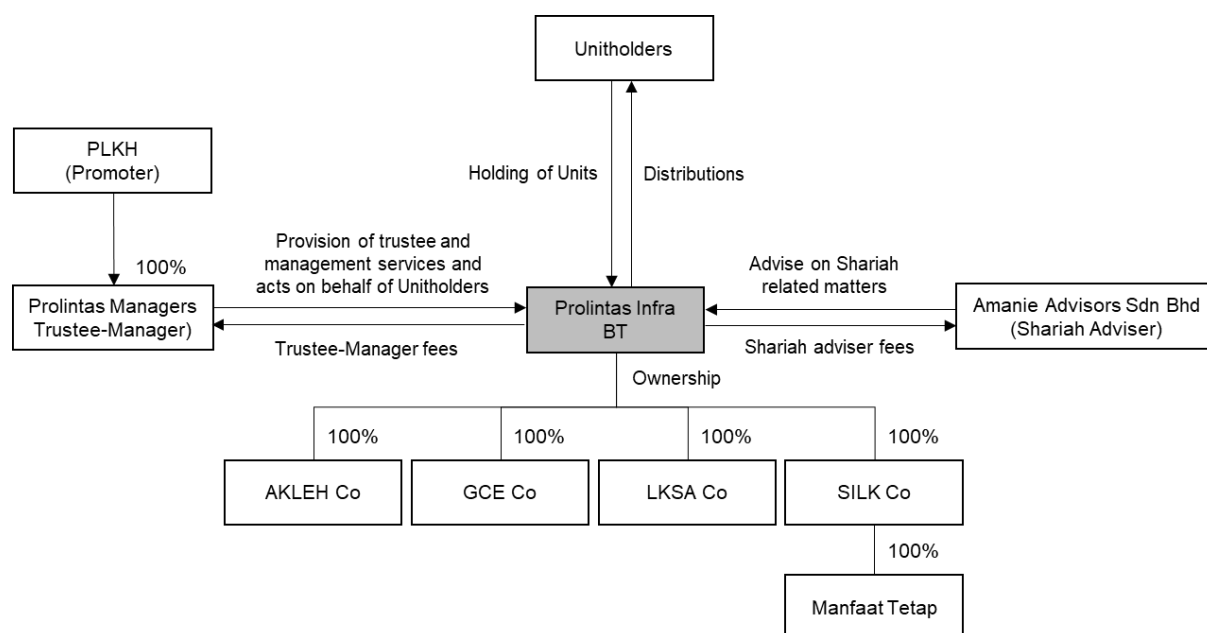 Unitholders
PLKH
(Promoter)
Holding of Units
Distributions
100%
Provision of trustee and
management services and
acts on behalf of Unitholders
Advise on Shariah
related matters
Prolintas Managers
Trustee-Manager)
Prolintas Infra
BT
Amanie Advisors Sdn Bhd
(Shariah Adviser)
Trustee-Manager fees
Shariah adviser fees
Ownership
100%
100%
100%
100%
AKLEH Co
GCE Co
LKSA Co
SILK Co
100%
Manfaat Tetap